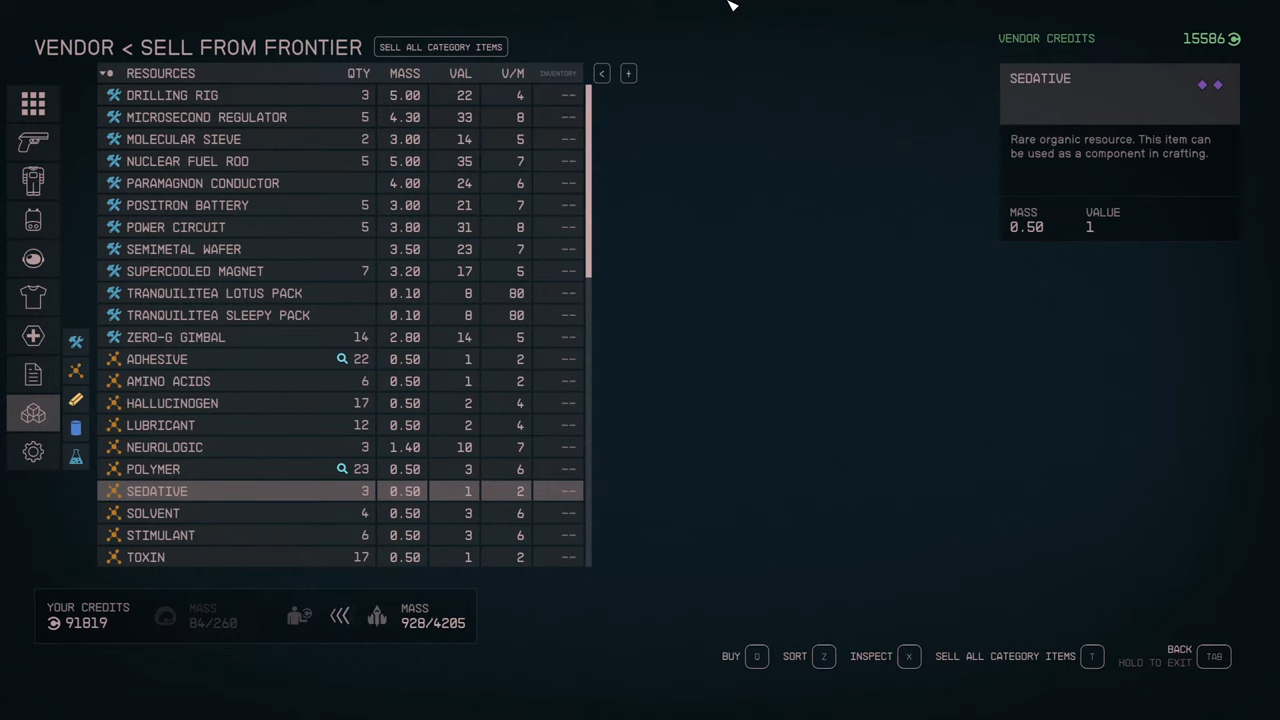 VENDOR < SELL FROM FRONTIER SELL ALL CATEGORY ITEMS
VENDOR CREDITS 15586
RESOURCES QTY MASS VAL V/M INVENTORY < +
DRILLING RIG 3 5.00 22 4 --
MICROSECOND REGULATOR 5 4.30 33 8 --
MOLECULAR SIEVE 2 3.00 14 5 --
NUCLEAR FUEL ROD 5 5.00 35 7 --
PARAMAGNON CONDUCTOR 4.00 24 6 --
POSITRON BATTERY 5 3.00 21 7 --
POWER CIRCUIT 5 3.80 31 8 --
SEMIMETAL WAFER 3.50 23 7 --
SUPERCOOLED MAGNET 7 3.20 17 5 --
TRANQUILITEA LOTUS PACK 0.10 8 80 --
TRANQUILITEA SLEEPY PACK 0.10 8 80 --
ZERO-G GIMBAL 14 2.80 14 5 --
ADHESIVE 22 0.50 1 2 --
AMINO ACIDS 6 0.50 1 2 --
HALLUCINOGEN 17 0.50 2 4 --
LUBRICANT 12 0.50 2 4 --
NEUROLOGIC 3 1.40 10 7 --
POLYMER 23 0.50 3 6 --
SEDATIVE 3 0.50 1 2 --
SOLVENT 4 0.50 3 6 --
STIMULANT 6 0.50 3 6 --
TOXIN 17 0.50 1 2 --
SEDATIVE
Rare organic resource. This item can
be used as a component in crafting.
MASS VALUE
0.50 1
YOUR CREDITS MASS MASS
91819 84/260 928/4205
BUY Q SORT Z INSPECT X SELL ALL CATEGORY ITEMS T BACK TAB
HOLD TO EXIT